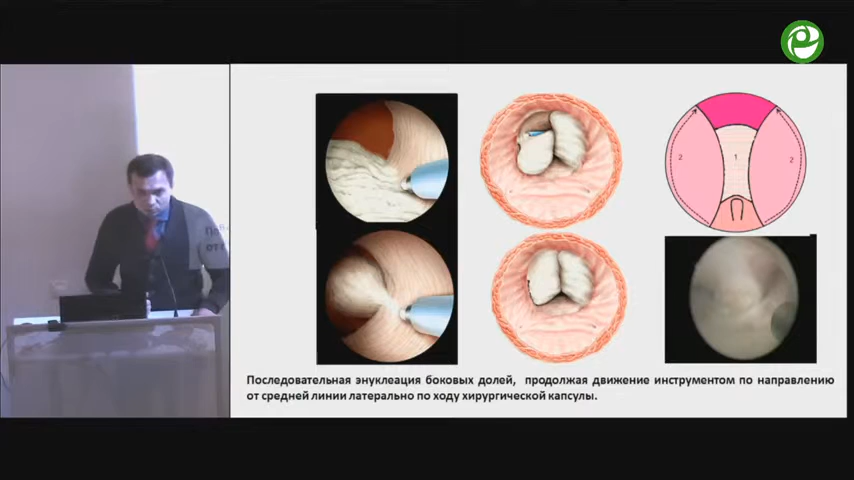 2
1
2
Последовательная энуклеация боковых долей, продолжая движение инструментом по направлению
от средней линии латерально по ходу хирургической капсулы.